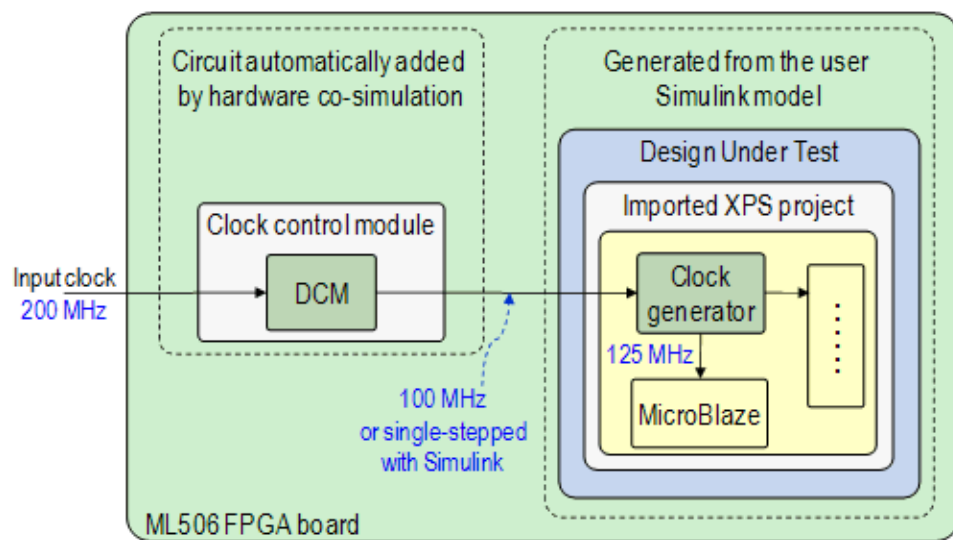 Circuit automatically added
by hardware co-simulation
Generated from the user
Simulink model
Design Under Test
Imported XPS project
Clock control module
Input clock
200 MHz
DCM
Clock
generator
125 MHz
MicroBlaze
100 MHz
or single-stepped
with Simulink
ML506 FPGA board